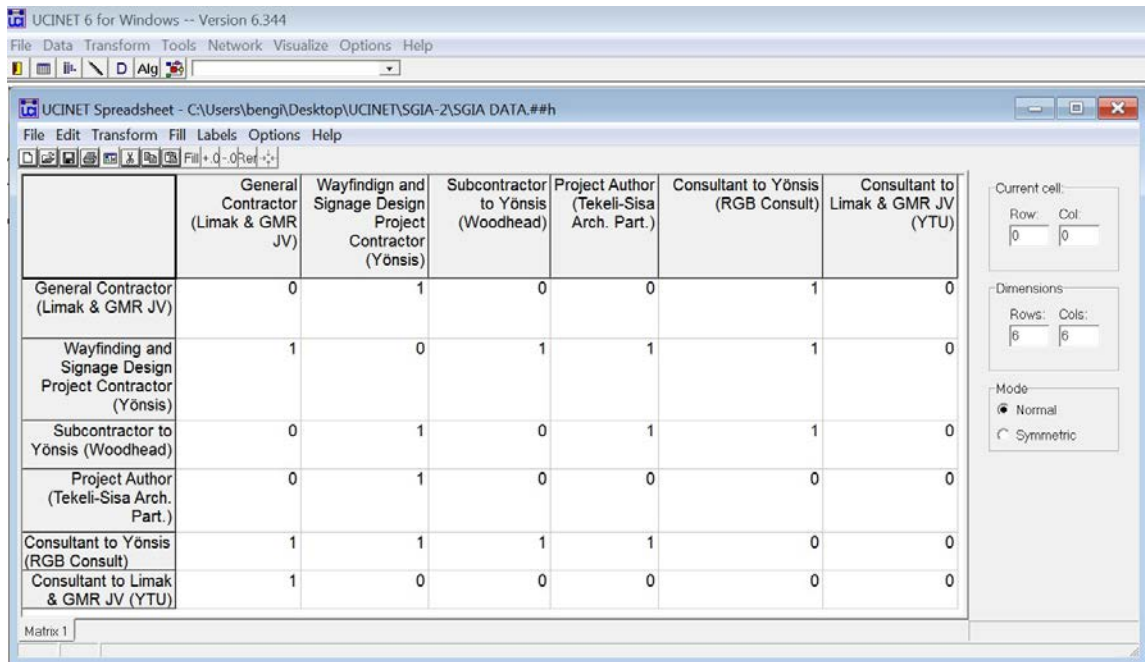 UCINET 6 for Windows -- Version 6.344
File Data Transform Tools Network Visualize Options Help
D Alg
UCINET Spreadsheet - C:\Users\bengi\Desktop\UCINET\SGIA-2\SGIA DATA.##h
File Edit Transform Fill Labels Options Help
Fill +.0 -.0 Ren
General Contractor (Limak & GMR JV)
Wayfindign and Signage Design Project Contractor (Yönsis)
Subcontractor to Yönsis (Woodhead)
Project Author (Tekeli-Sisa Arch. Part.)
Consultant to Yönsis (RGB Consult)
Consultant to Limak & GMR JV (YTU)
General Contractor (Limak & GMR JV) 0 1 0 0 1 0
Wayfinding and Signage Design Project Contractor (Yönsis) 1 0 1 1 1 0
Subcontractor to Yönsis (Woodhead) 0 1 0 1 1 0
Project Author (Tekeli-Sisa Arch. Part.) 0 1 0 0 0 0
Consultant to Yönsis (RGB Consult) 1 1 1 1 0 0
Consultant to Limak & GMR JV (YTU) 1 0 0 0 0 0
Current cell:
Row: Col:
0 0
Dimensions
Rows: Cols:
6 6
Mode
Normal
Symmetric
Matrix 1